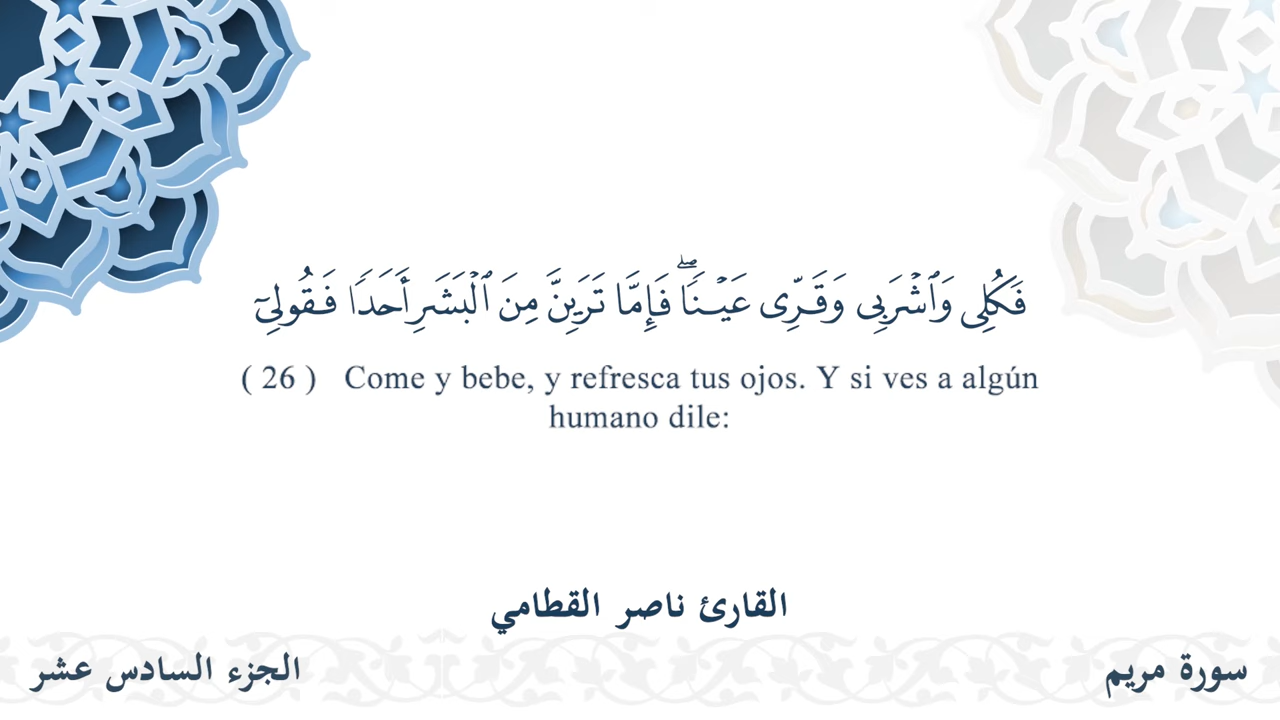 فَكُلِى وَٱشْرَبِى وَقَرِّى عَيْنًۭا ۖ فَإِمَّا تَرَيِنَّ مِنَ ٱلْبَشَرِ أَحَدًۭا فَقُولِىٓ
( 26 ) Come y bebe, y refresca tus ojos. Y si ves a algún
humano dile:
القارئ ناصر القطامي
سورة مريم
الجزء السادس عشر